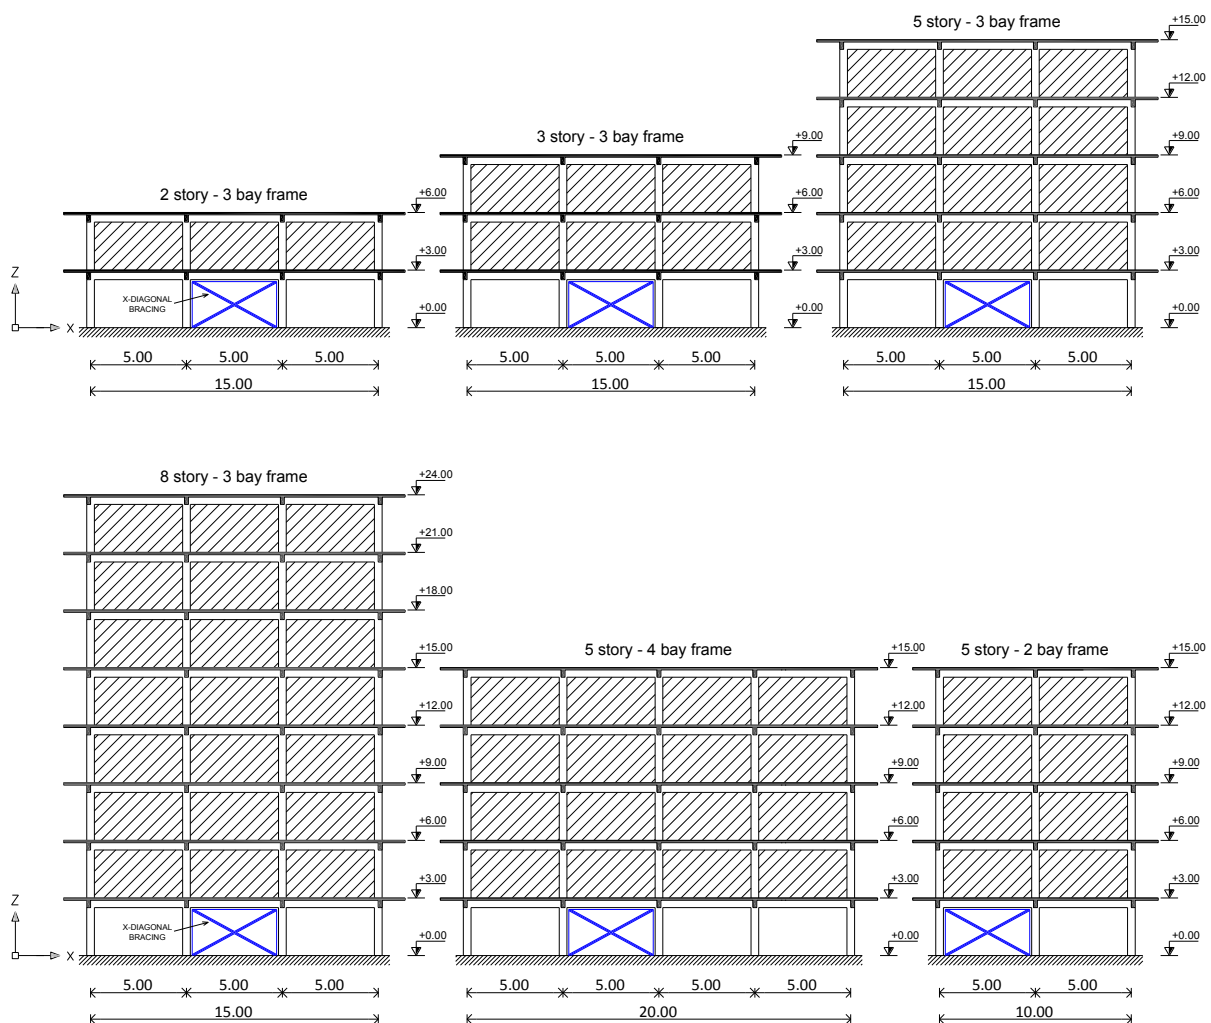 5 story - 3 bay frame
+15.00
+12.00
+9.00
+6.00
+3.00
+0.00
5.00 5.00 5.00
15.00
3 story - 3 bay frame
+9.00
+6.00
+3.00
+0.00
5.00 5.00 5.00
15.00
2 story - 3 bay frame
+6.00
+3.00
+0.00
Z
X
X-DIAGONAL
BRACING
5.00 5.00 5.00
15.00
8 story - 3 bay frame
+24.00
+21.00
+18.00
+15.00
+12.00
+9.00
+6.00
+3.00
+0.00
Z
X
X-DIAGONAL
BRACING
5.00 5.00 5.00
15.00
5 story - 4 bay frame
+15.00
+12.00
+9.00
+6.00
+3.00
+0.00
5.00 5.00 5.00 5.00
20.00
5 story - 2 bay frame
+15.00
+12.00
+9.00
+6.00
+3.00
+0.00
5.00 5.00
10.00